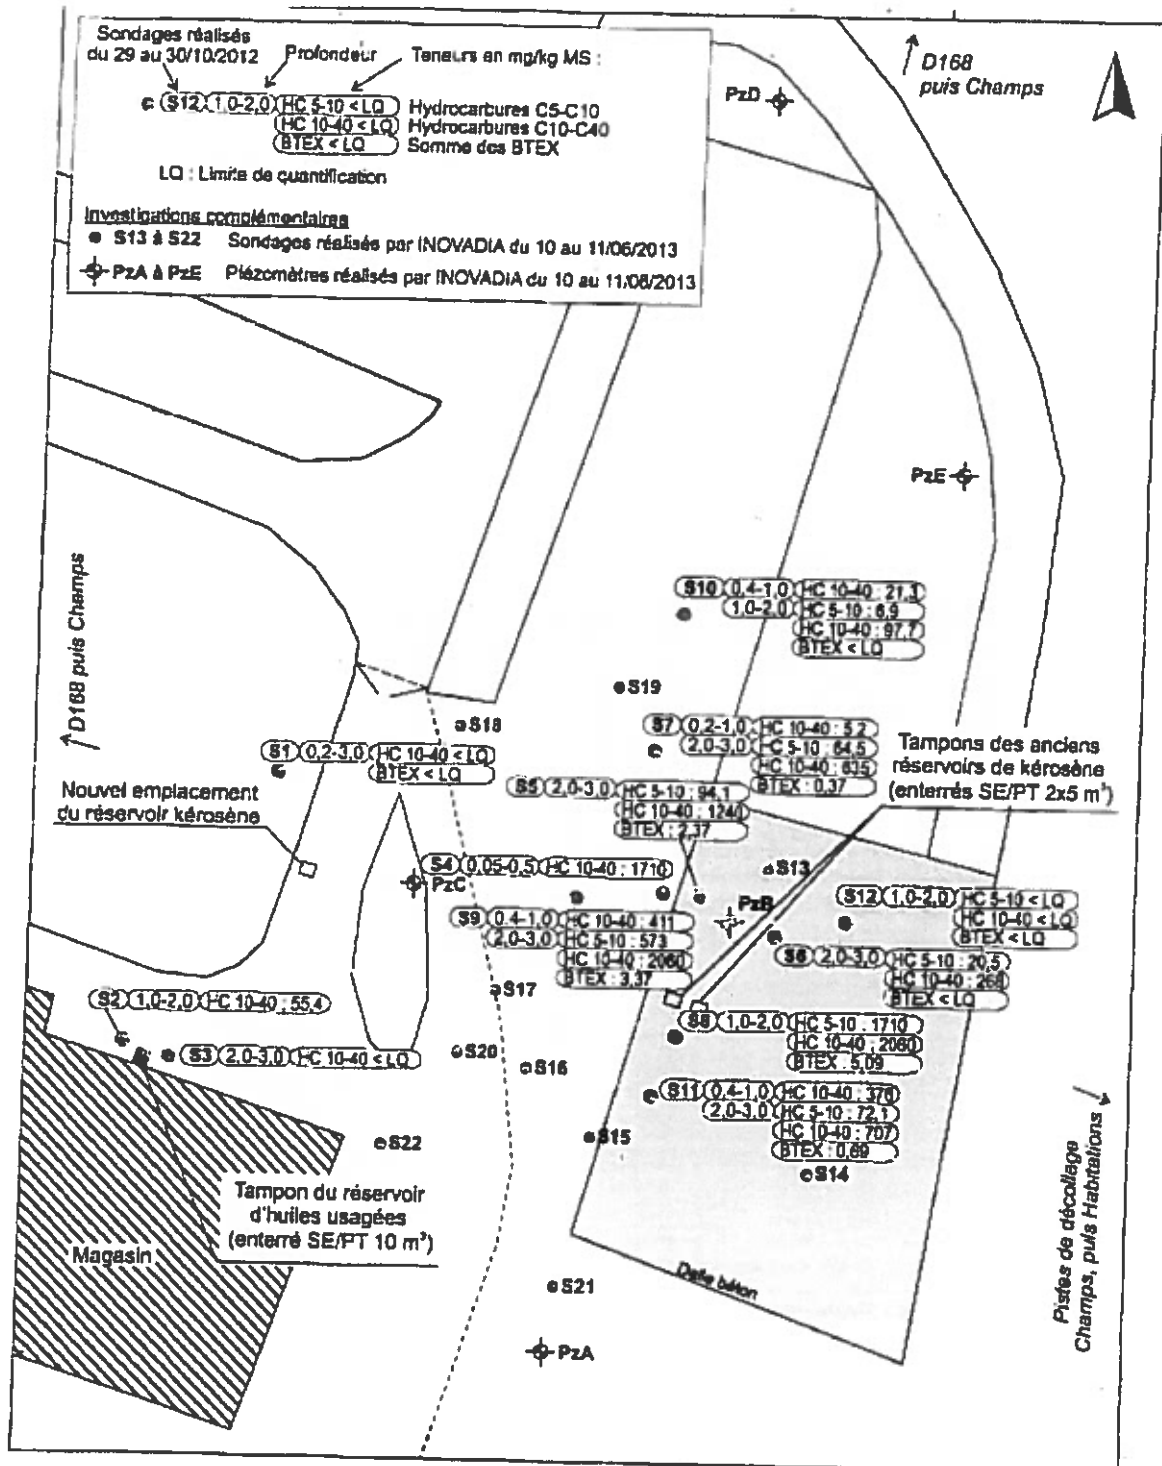 Sondages réalisés
du 29 au 30/10/2012
Profondeur
Teneurs en mg/kg MS :
S12 1,0-2,0 HC 5-10 < LQ Hydrocarbures C5-C10
HC 10-40 < LQ Hydrocarbures C10-C40
BTEX < LQ Somme des BTEX
LQ : Limite de quantification
Investigations complémentaires
S13 à S22 Sondages réalisés par INOVADIA du 10 au 11/06/2013
PzA à PzE Piézomètres réalisés par INOVADIA du 10 au 11/06/2013
D168
puis Champs
PzD
PzE
D168 puis Champs
S10 0,4-1,0 HC 10-40 : 21,3
1,0-2,0 HC 5-10 : 6,9
HC 10-40 : 97,7
BTEX < LQ
S19
S18
S7 0,2-1,0 HC 10-40 : 5,2
2,0-3,0 HC 5-10 : 64,5
HC 10-40 : 635
BTEX : 0,37
S1 0,2-3,0 HC 10-40 < LQ
BTEX < LQ
Tampons des anciens
réservoirs de kérosène
(enterrés SE/PT 2x5 m³)
Nouvel emplacement
du réservoir kérosène
S5 2,0-3,0 HC 5-10 : 94,1
HC 10-40 : 1240
BTEX : 2,37
S4 0,05-0,5 HC 10-40 : 1710
PzC
S13
PzB
S12 1,0-2,0 HC 5-10 < LQ
HC 10-40 < LQ
BTEX < LQ
S9 0,4-1,0 HC 10-40 : 411
2,0-3,0 HC 5-10 : 573
HC 10-40 : 2060
BTEX : 3,37
S6 2,0-3,0 HC 5-10 : 20,5
HC 10-40 : 266
BTEX < LQ
S17
S2 1,0-2,0 HC 10-40 : 55,4
S8 1,0-2,0 HC 5-10 : 1710
HC 10-40 : 2060
BTEX : 5,09
S3 2,0-3,0 HC 10-40 < LQ
S20
S16
S11 0,4-1,0 HC 10-40 : 376
2,0-3,0 HC 5-10 : 72,1
HC 10-40 : 707
BTEX : 0,69
S22
S15
S14
Tampon du réservoir
d'huiles usagées
(enterré SE/PT 10 m³)
Magasin
Dalle béton
S21
PzA
Pistes de décollage
Champs, puis Habitations